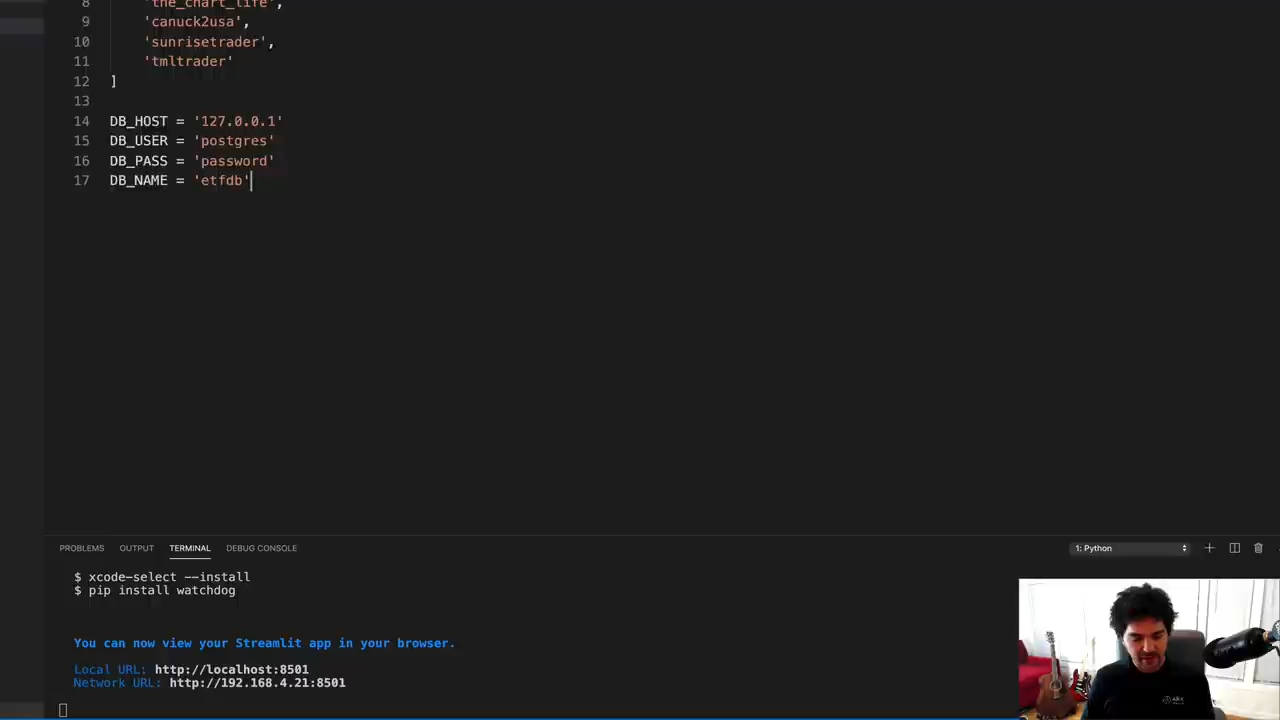 8 'the_chart_life',
9 'canuck2usa',
10 'sunrisetrader',
11 'tmltrader'
12 ]
13
14 DB_HOST = '127.0.0.1'
15 DB_USER = 'postgres'
16 DB_PASS = 'password'
17 DB_NAME = 'etfdb'
PROBLEMS OUTPUT TERMINAL DEBUG CONSOLE 1: Python
$ xcode-select --install
$ pip install watchdog
You can now view your Streamlit app in your browser.
Local URL: http://localhost:8501
Network URL: http://192.168.4.21:8501